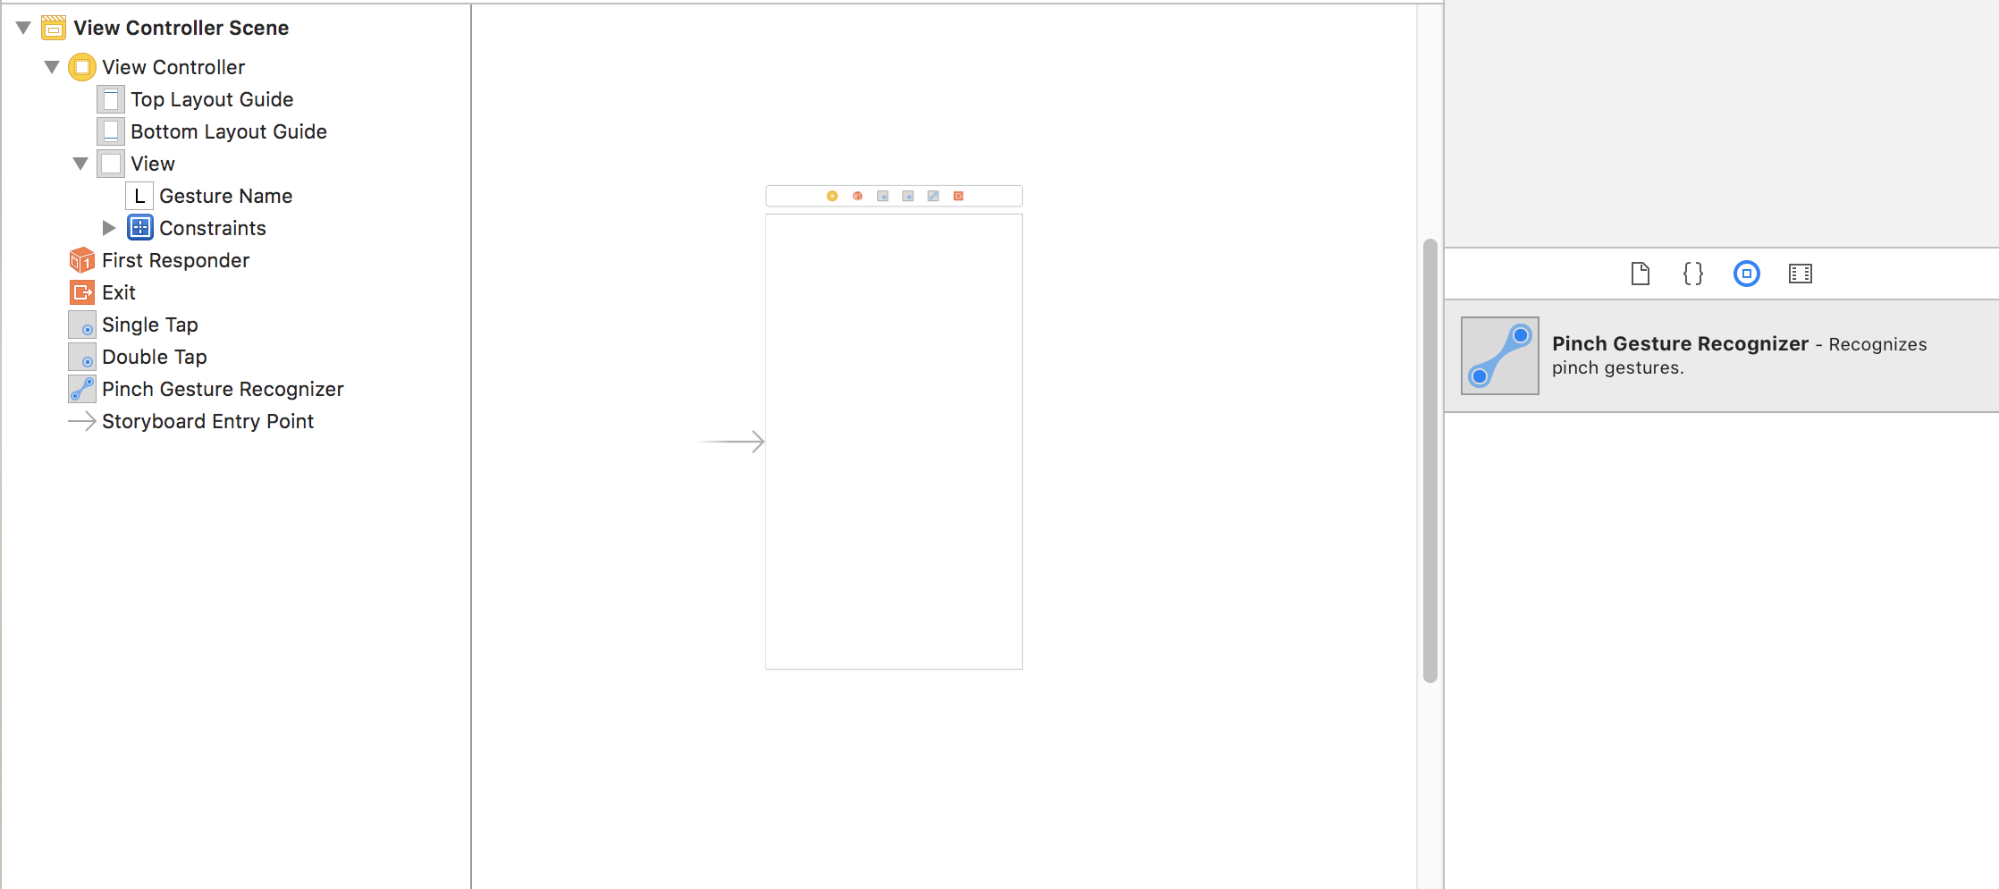 View Controller Scene
View Controller
Top Layout Guide
Bottom Layout Guide
View
L Gesture Name
Constraints
First Responder
Exit
Single Tap
Double Tap
Pinch Gesture Recognizer
Storyboard Entry Point
Pinch Gesture Recognizer - Recognizes
pinch gestures.